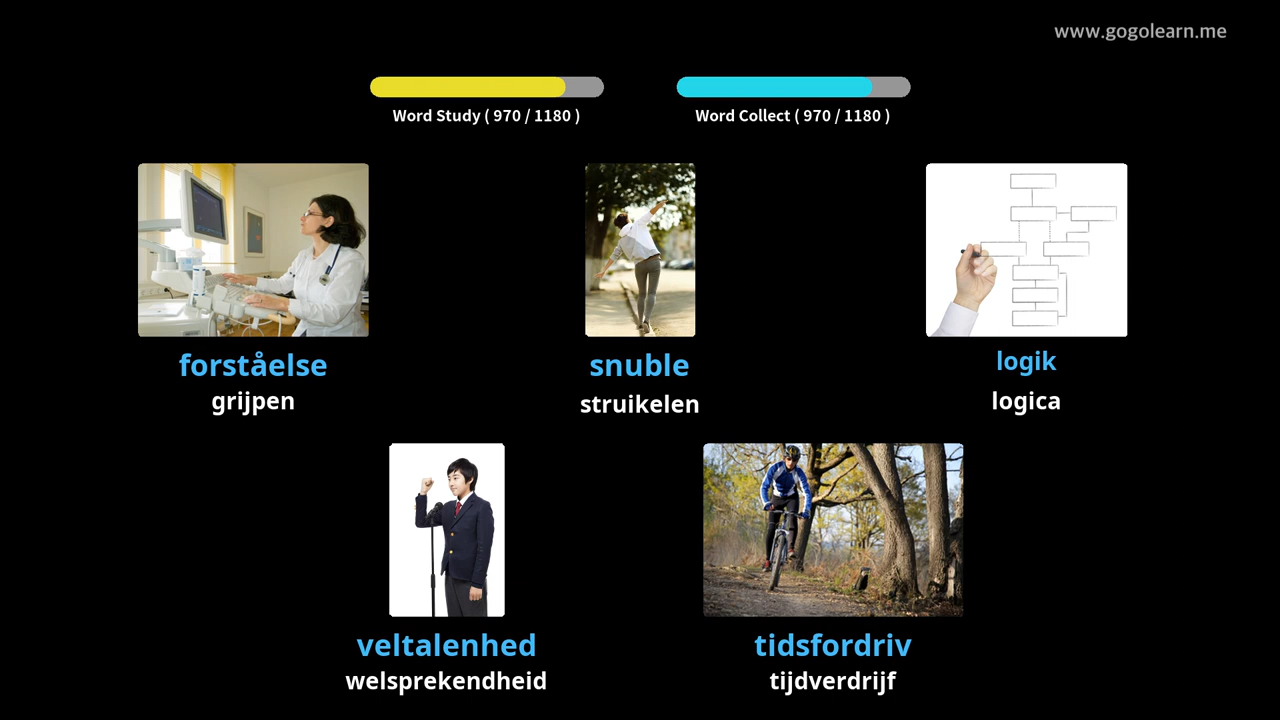 www.gogolearn.me
Word Study ( 970 / 1180 )
Word Collect ( 970 / 1180 )
forståelse
grijpen
snuble
struikelen
logik
logica
veltalenhed
welsprekendheid
tidsfordriv
tijdverdrijf